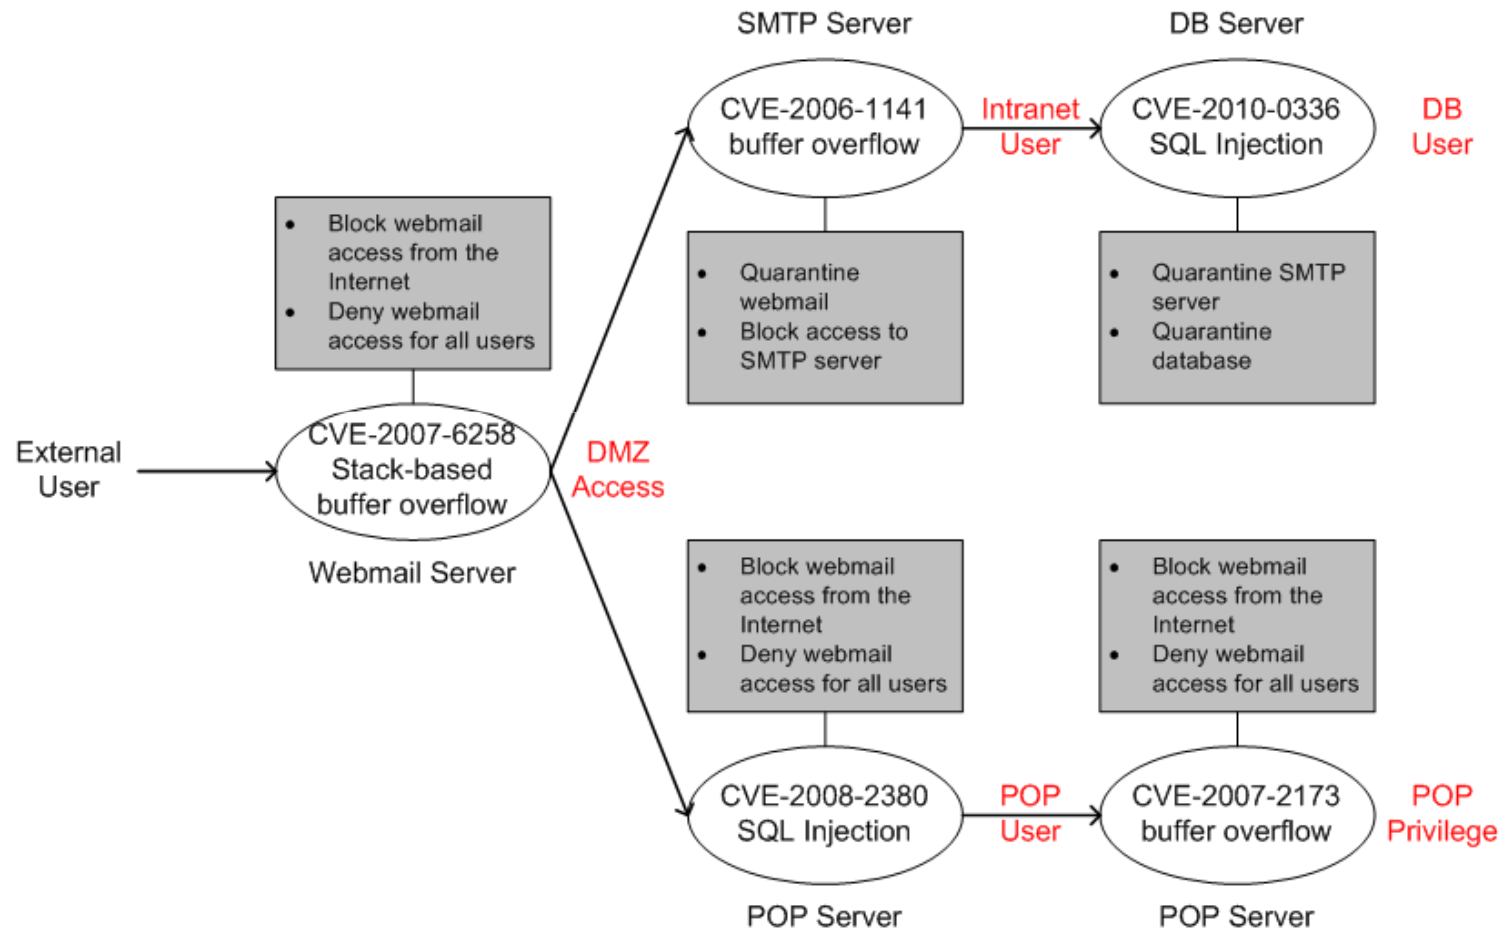 SMTP Server
DB Server
CVE-2006-1141
buffer overflow
Intranet
User
CVE-2010-0336
SQL Injection
DB
User
• Block webmail
access from the
Internet
• Deny webmail
access for all users
• Quarantine
webmail
• Block access to
SMTP server
• Quarantine SMTP
server
• Quarantine
database
External
User
CVE-2007-6258
Stack-based
buffer overflow
DMZ
Access
Webmail Server
• Block webmail
access from the
Internet
• Deny webmail
access for all users
• Block webmail
access from the
Internet
• Deny webmail
access for all users
CVE-2008-2380
SQL Injection
POP
User
CVE-2007-2173
buffer overflow
POP
Privilege
POP Server
POP Server